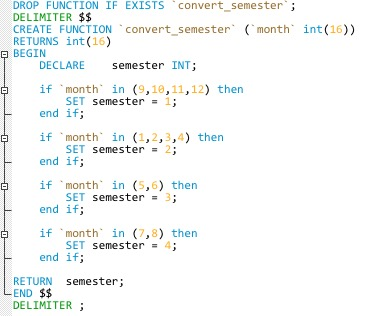 DROP FUNCTION IF EXISTS `convert_semester`;
DELIMITER $$
CREATE FUNCTION `convert_semester` (`month` int(16))
RETURNS int(16)
BEGIN
    DECLARE    semester INT;

    if `month` in (9,10,11,12) then
        SET semester = 1;
    end if;

    if `month` in (1,2,3,4) then
        SET semester = 2;
    end if;

    if `month` in (5,6) then
        SET semester = 3;
    end if;

    if `month` in (7,8) then
        SET semester = 4;
    end if;

RETURN  semester;
END $$
DELIMITER ;